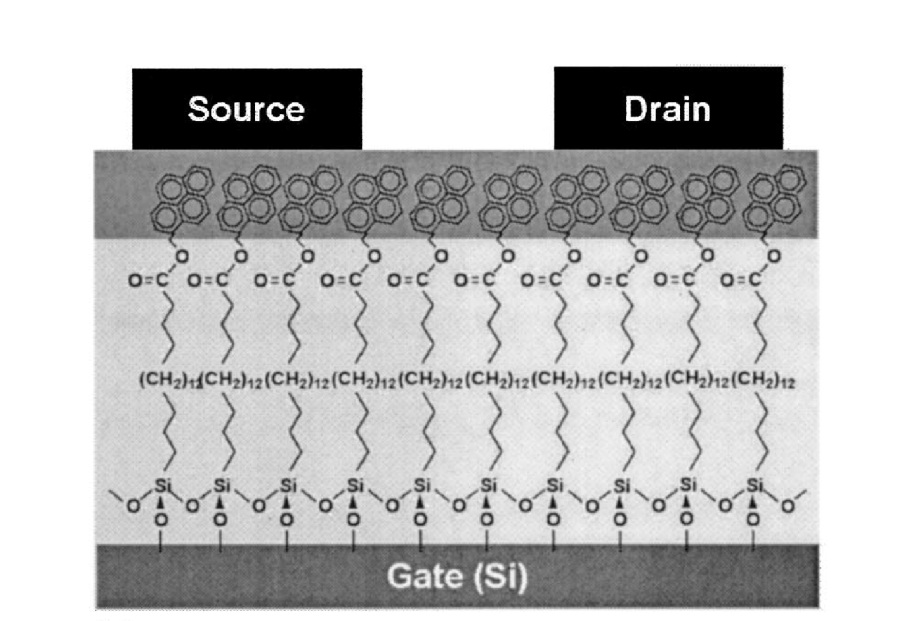 Source Drain
O O O O O O O O O O
O=C O=C O=C O=C O=C O=C O=C O=C O=C O=C
(CH2)12(CH2)12(CH2)12(CH2)12(CH2)12(CH2)12(CH2)12(CH2)12(CH2)12(CH2)12
Si Si Si Si Si Si Si Si Si Si
O O O O O O O O O O O
O O O O O O O O O O
Gate (Si)